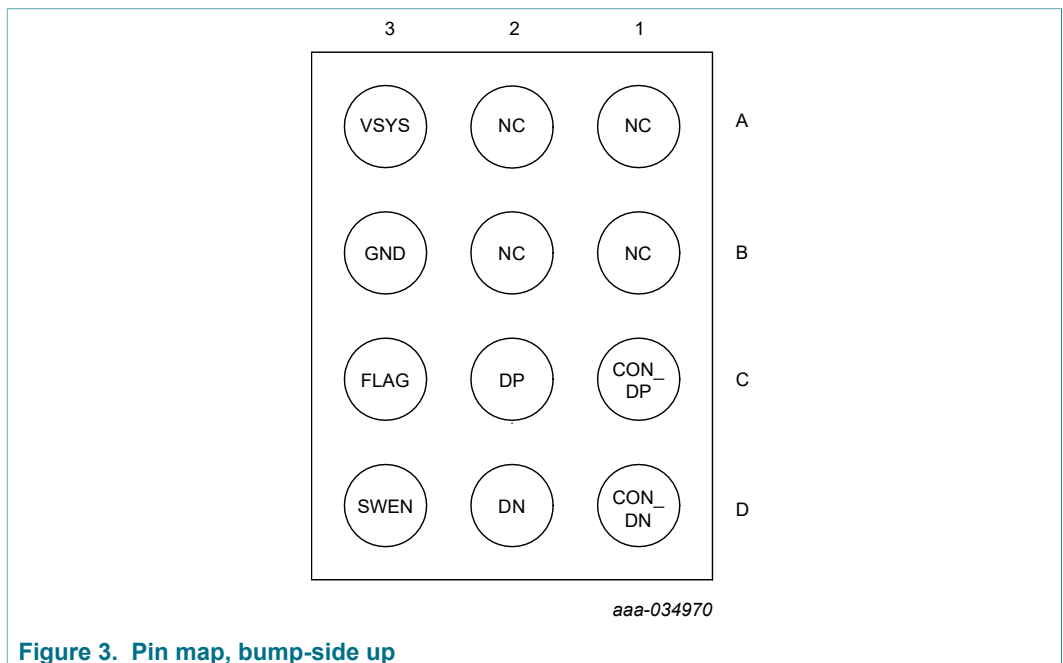 3 2 1
VSYS NC NC A
GND NC NC B
FLAG DP CON_
DP C
SWEN DN CON_
DN D
aaa-034970
Figure 3. Pin map, bump-side up